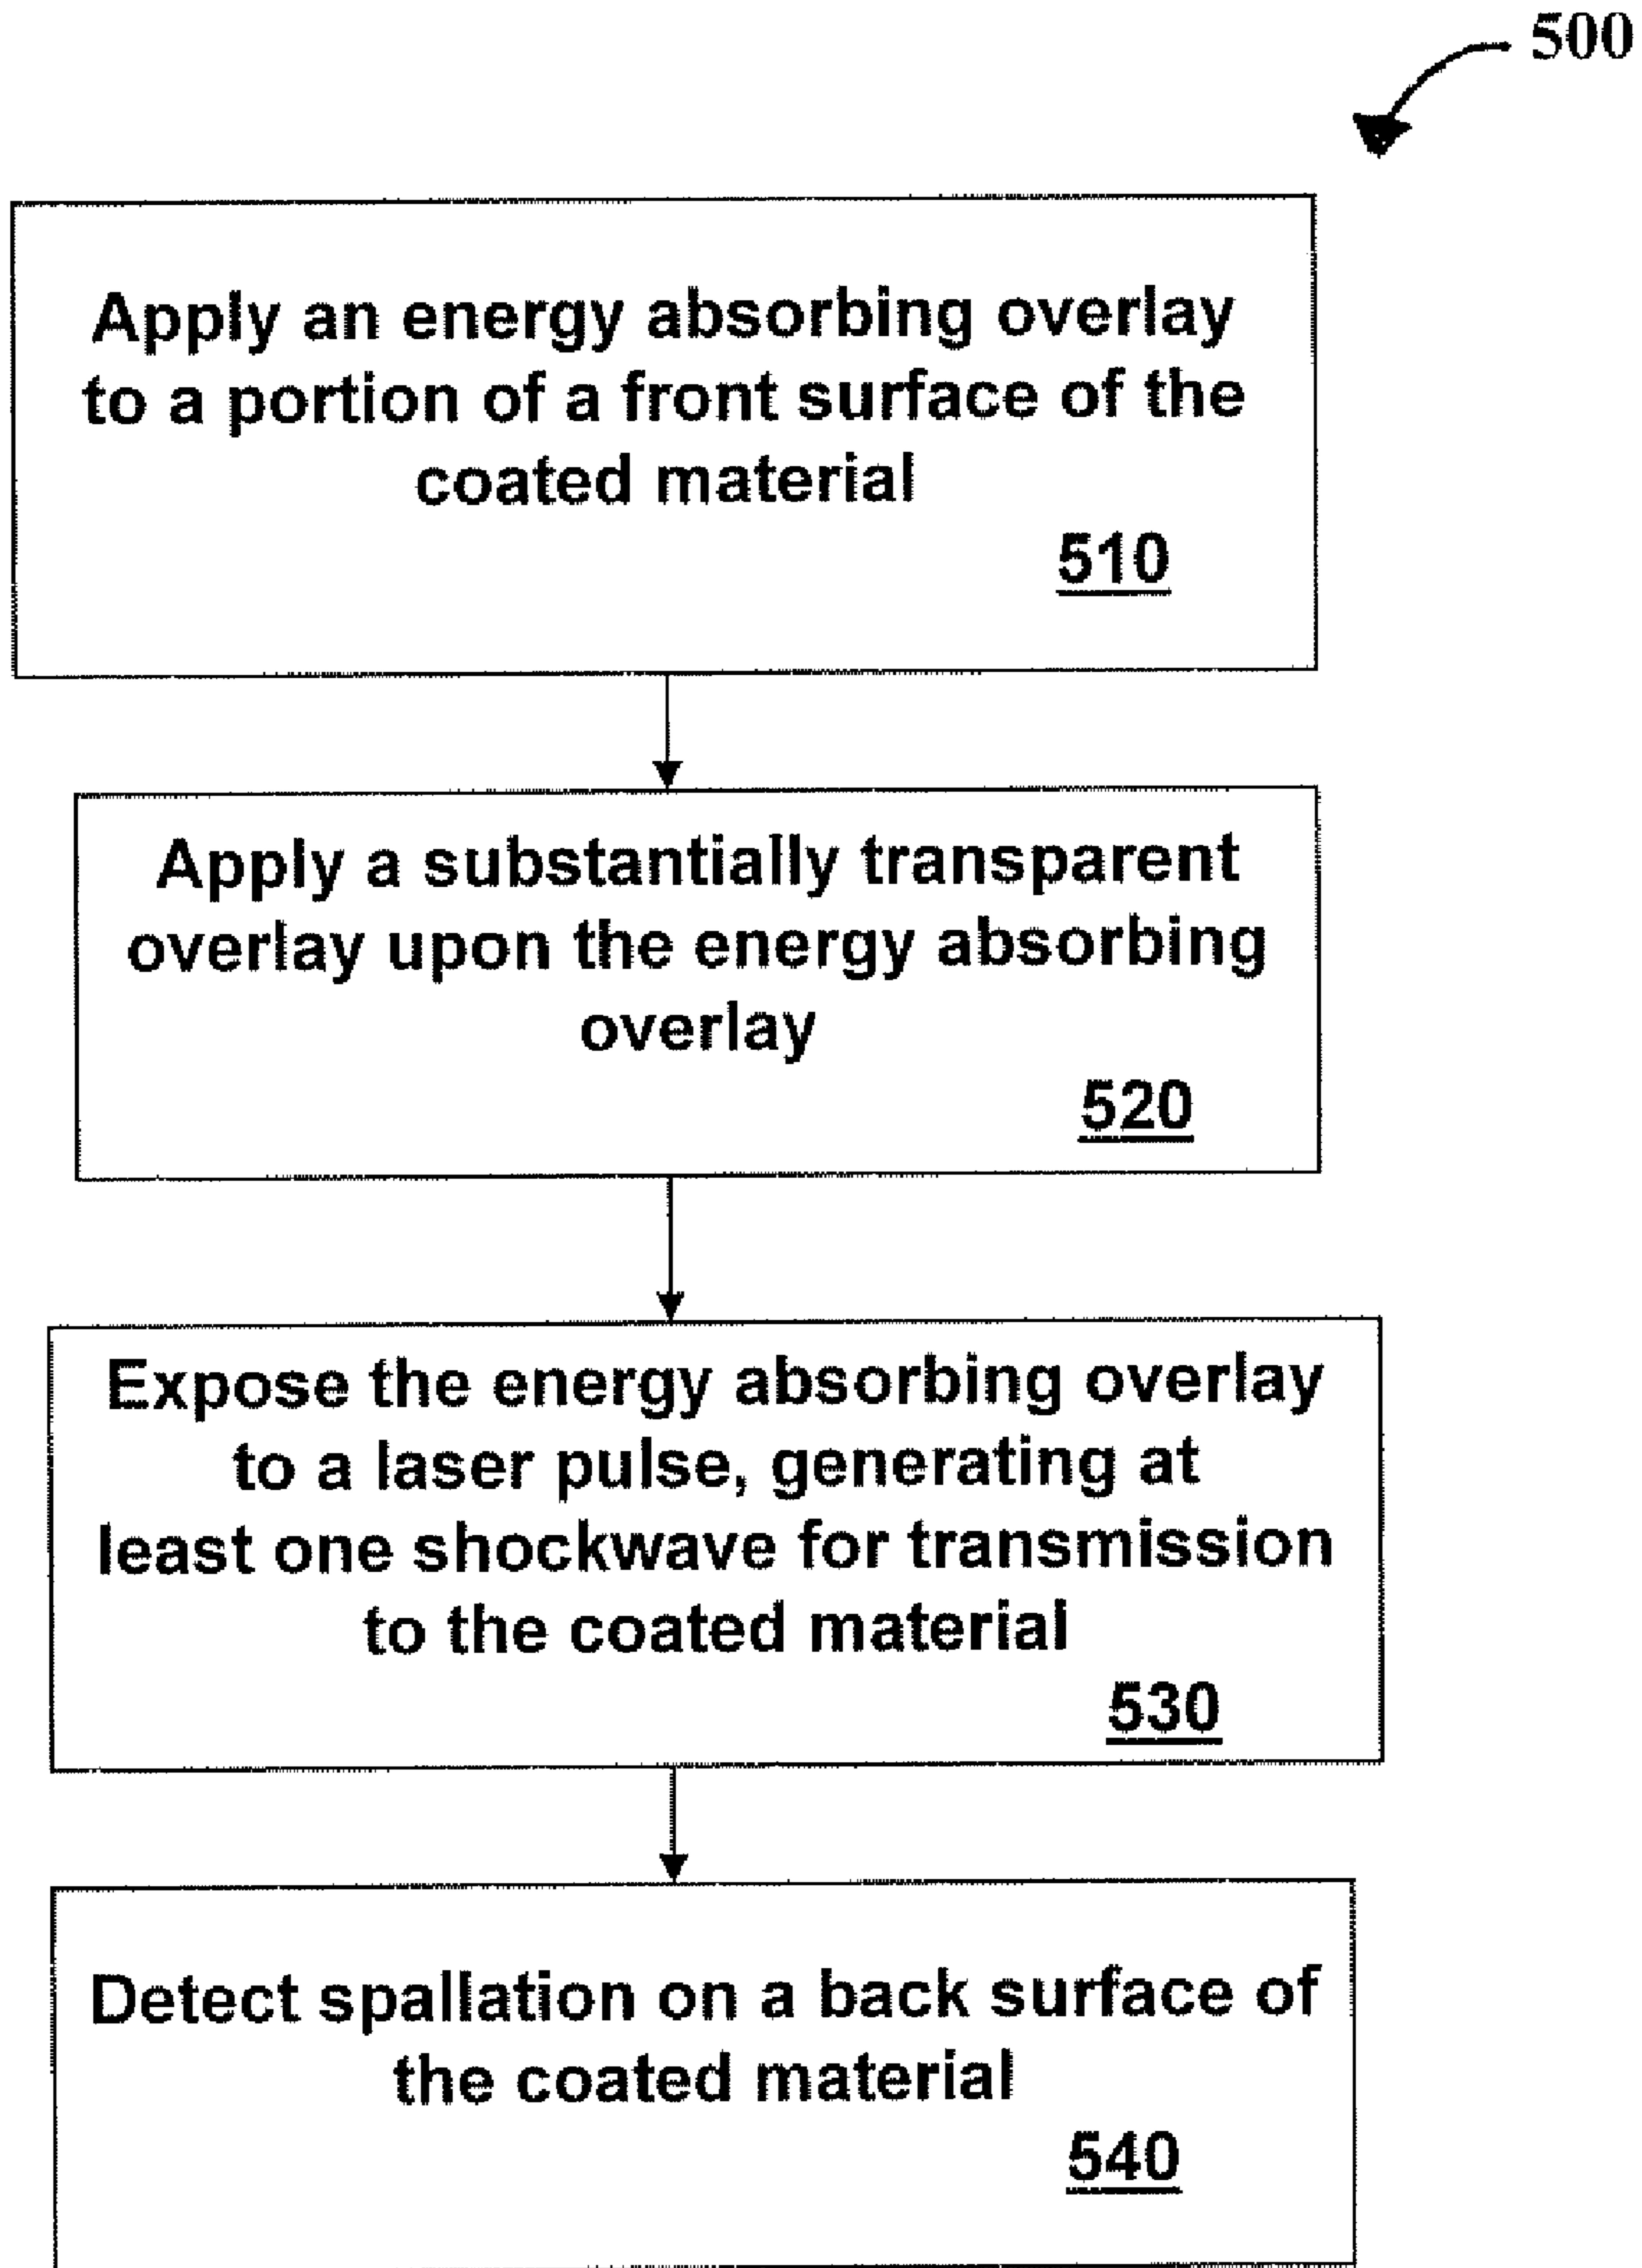 500
Apply an energy absorbing overlay
to a portion of a front surface of the
coated material
510
Apply a substantially transparent
overlay upon the energy absorbing
overlay
520
Expose the energy absorbing overlay
to a laser pulse, generating at
least one shockwave for transmission
to the coated material
530
Detect spallation on a back surface of
the coated material
540